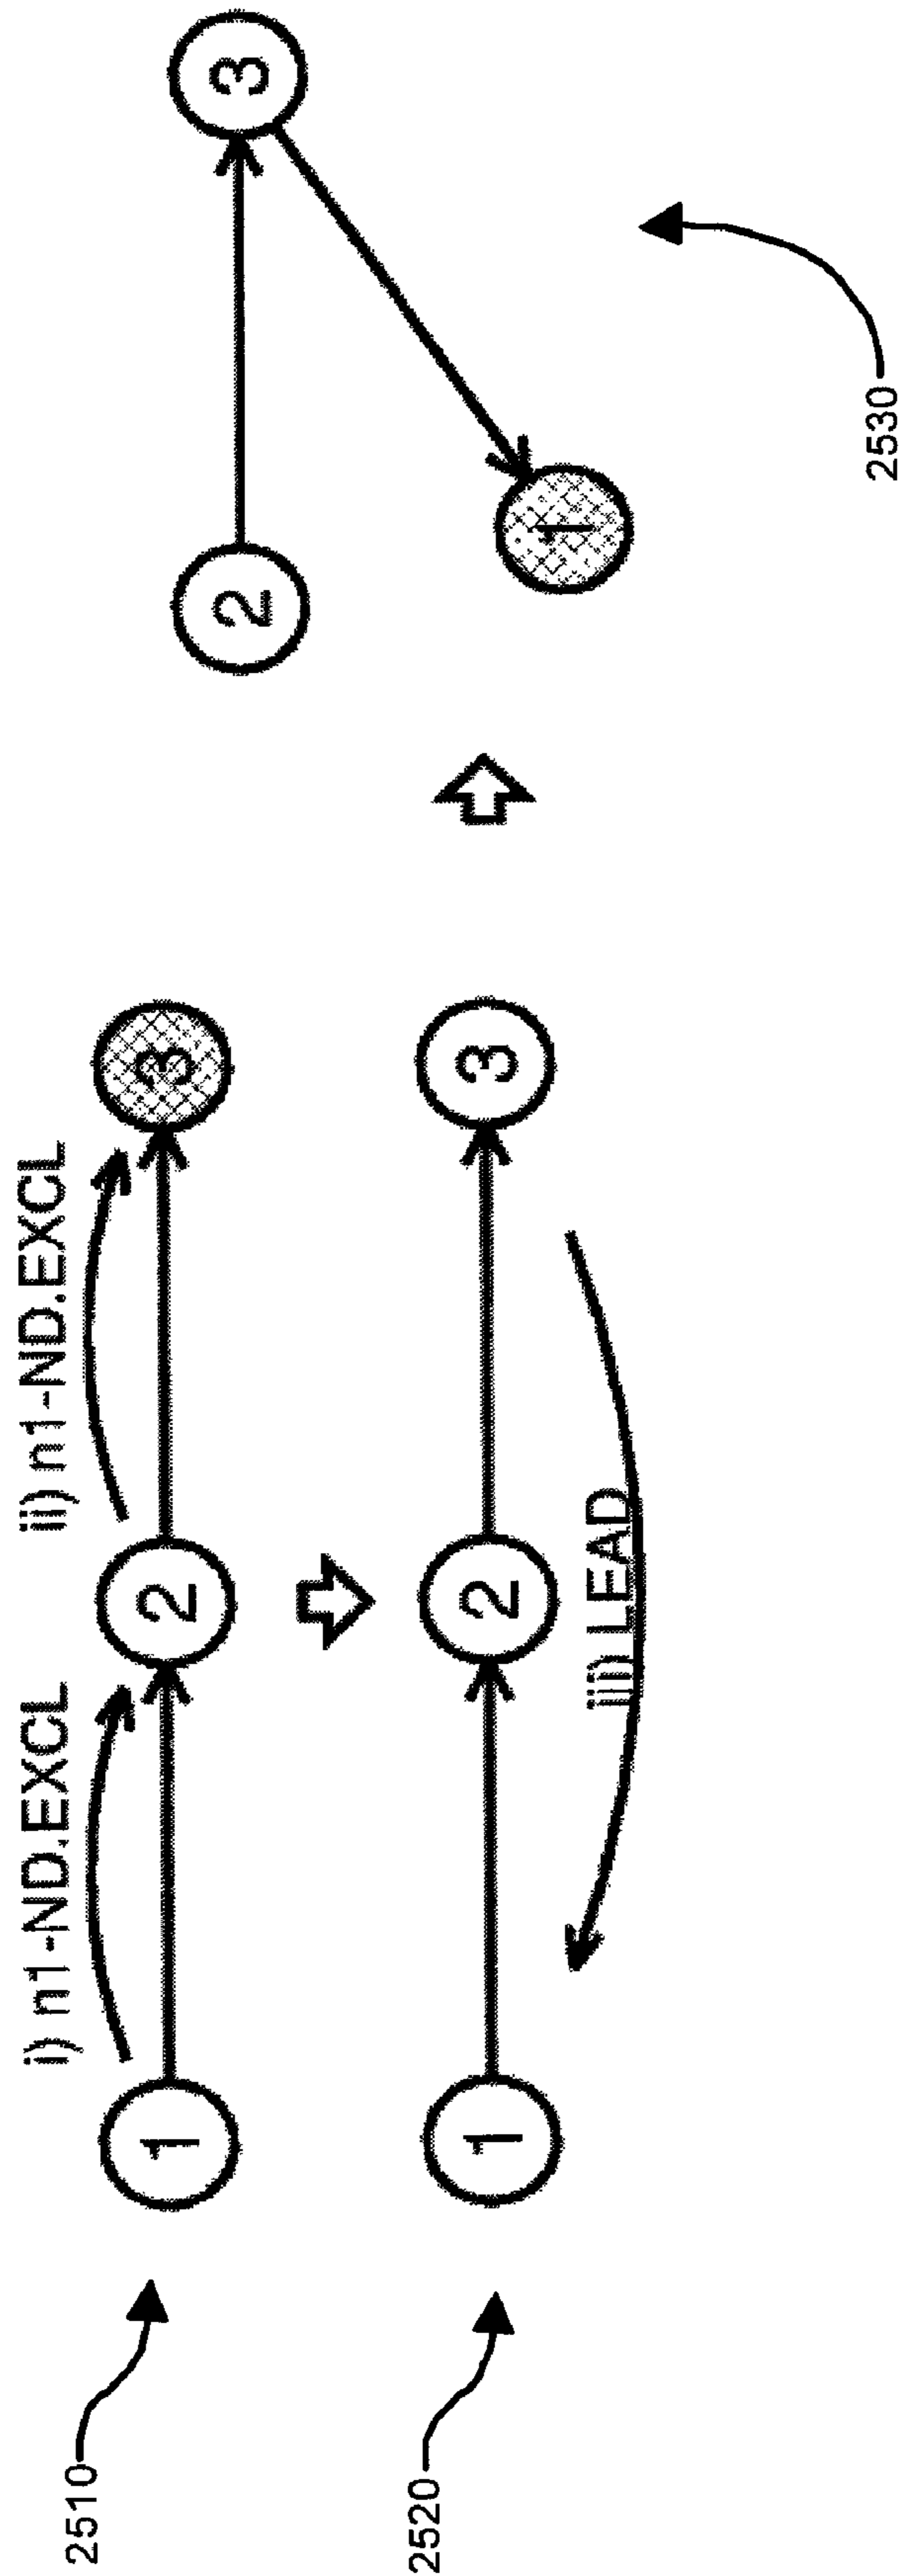 i) n1-ND.EXCL ii) n1-ND.EXCL
2510 1 2 3
2 3
2520 1 2 3
iii) LEAD
1
2530